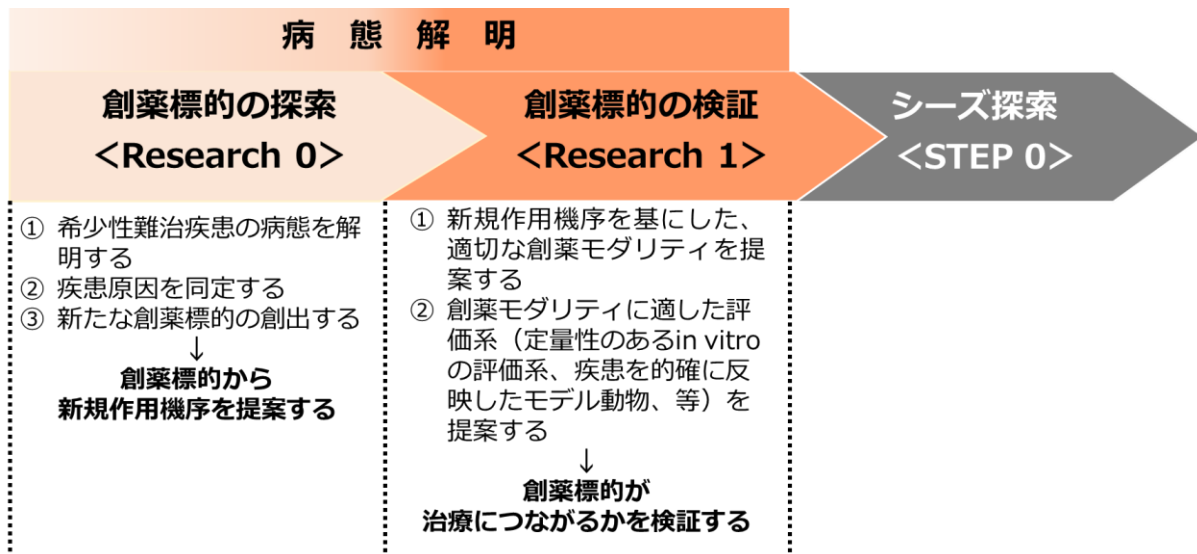 病態解明
創薬標的の探索
<Research 0>
創薬標的の検証
<Research 1>
シーズ探索
<STEP 0>
① 希少性難治疾患の病態を解
明する
② 疾患原因を同定する
③ 新たな創薬標的の創出する
↓
創薬標的から
新規作用機序を提案する
① 新規作用機序を基にした、
適切な創薬モダリティを提
案する
② 創薬モダリティに適した評
価系（定量性のあるin vitro
の評価系、疾患を的確に反
映したモデル動物、等）を
提案する
↓
創薬標的が
治療につながるかを検証する